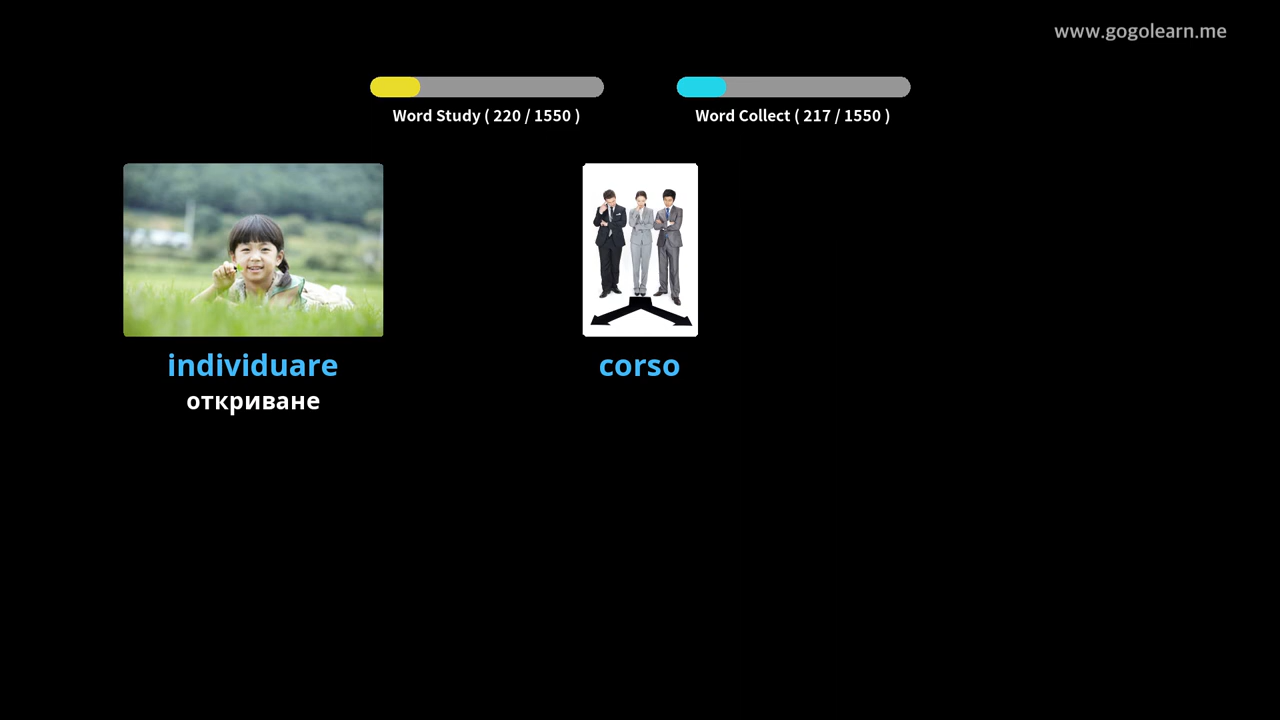 www.gogolearn.me
Word Study ( 220 / 1550 )
Word Collect ( 217 / 1550 )
individuare
corso
откриване